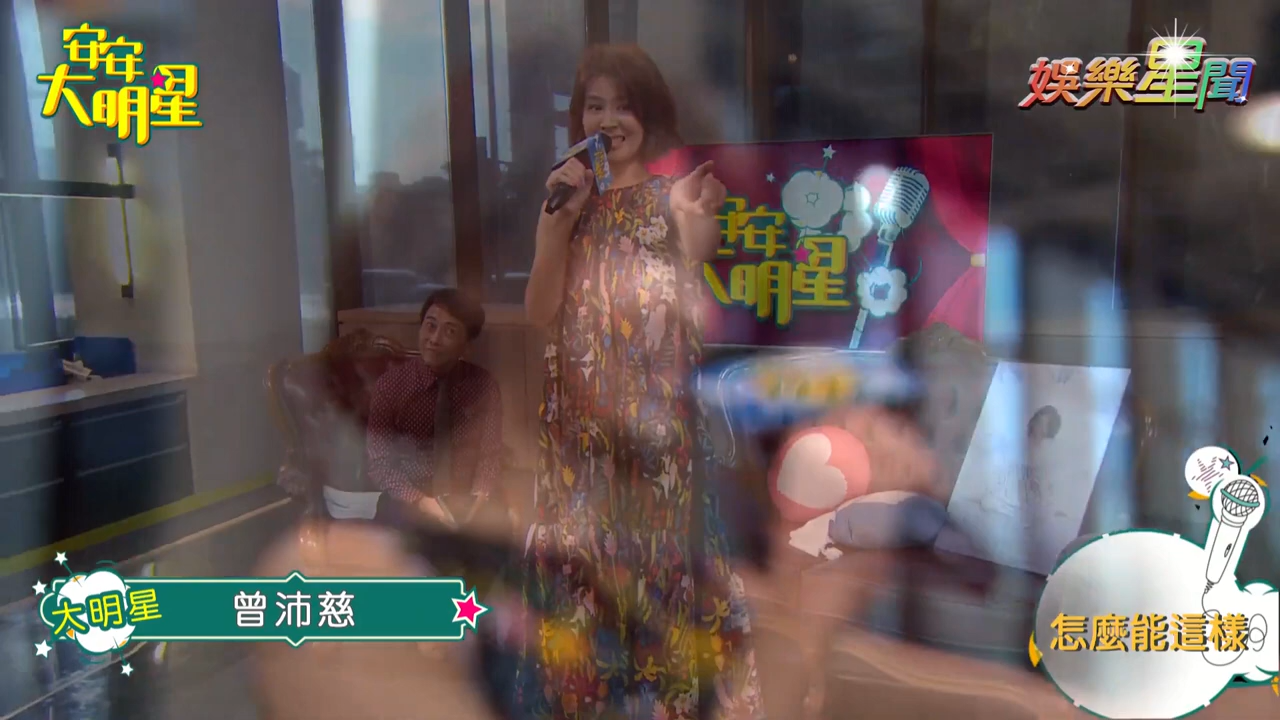 安安
大明星
娛樂星聞
安安
大明星
大明星
曾沛慈
怎麼能這樣